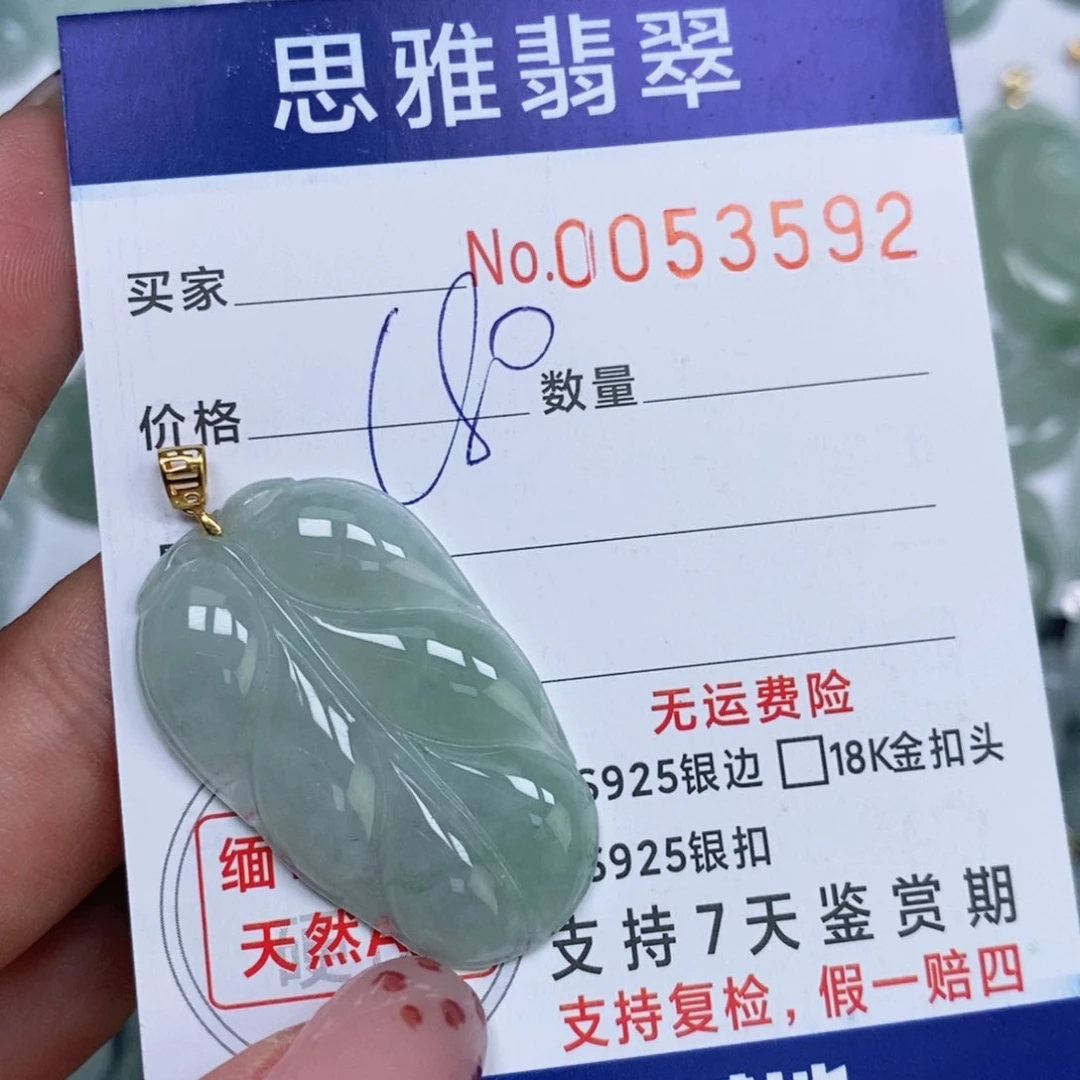 思雅翡翠
No.0053592
买家
价格 680 数量
无运费险
S925银边 □18K金扣头
S925银扣
缅
天然A
支持7天鉴赏期
支持复检，假一赔四